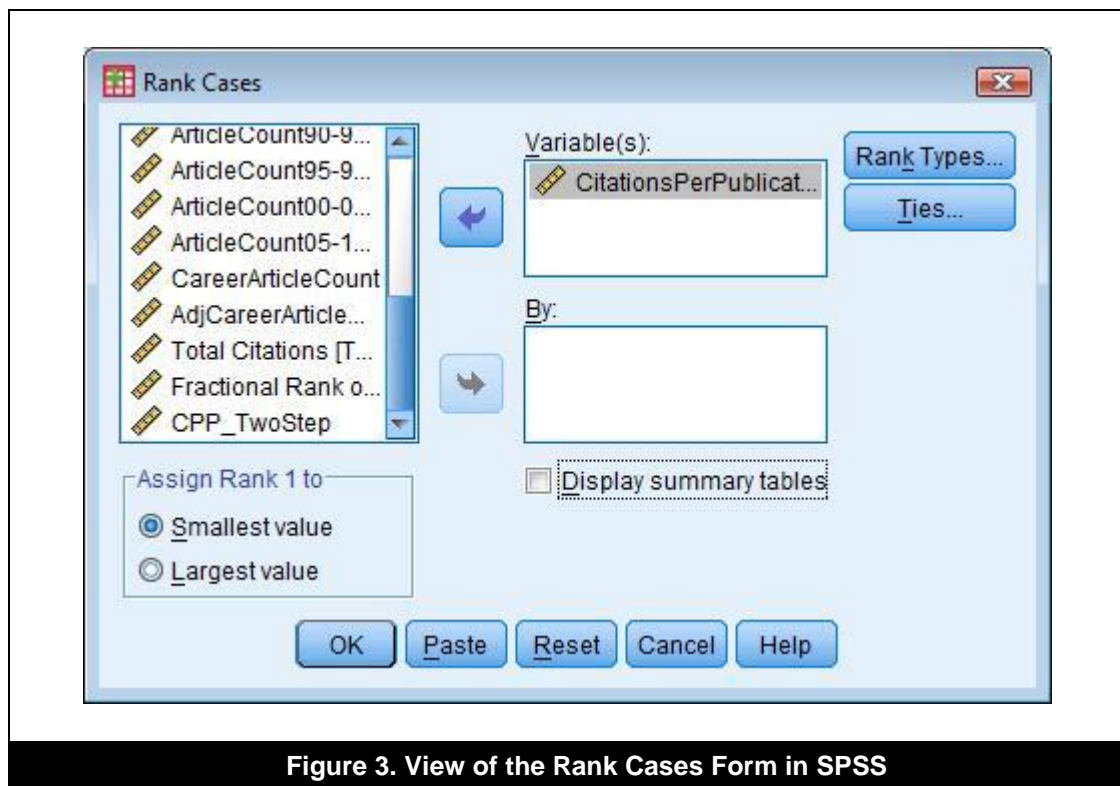 Rank Cases
ArticleCount90-9...
ArticleCount95-9...
ArticleCount00-0...
ArticleCount05-1...
CareerArticleCount
AdjCareerArticle...
Total Citations [T...
Fractional Rank o...
CPP_TwoStep
Variable(s):
CitationsPerPublicat...
Rank Types...
Ties...
By:
Assign Rank 1 to
Smallest value
Largest value
Display summary tables
OK
Paste
Reset
Cancel
Help
Figure 3. View of the Rank Cases Form in SPSS